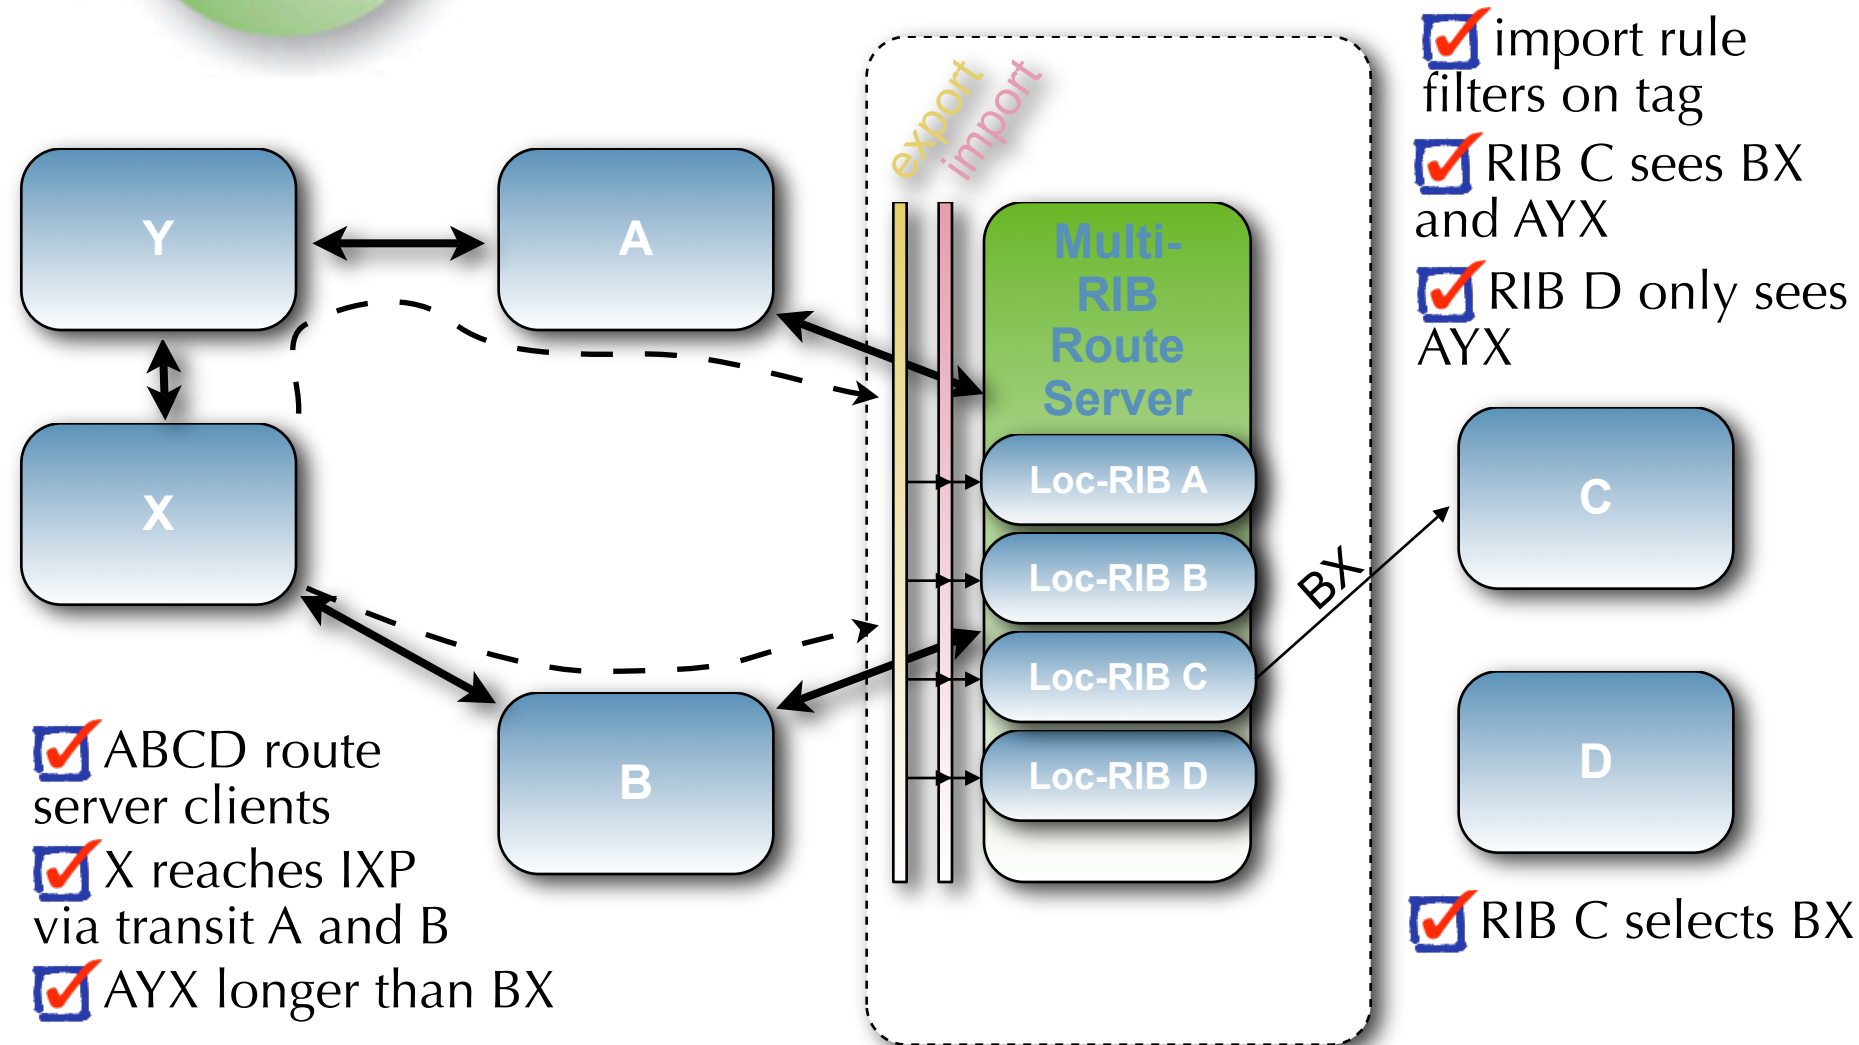 export
import
import rule
filters on tag
RIB C sees BX
and AYX
RIB D only sees
AYX
Y
A
Multi-
RIB
Route
Server
X
Loc-RIB A
Loc-RIB B
Loc-RIB C
Loc-RIB D
BX
C
B
D
ABCD route
server clients
X reaches IXP
via transit A and B
AYX longer than BX
RIB C selects BX